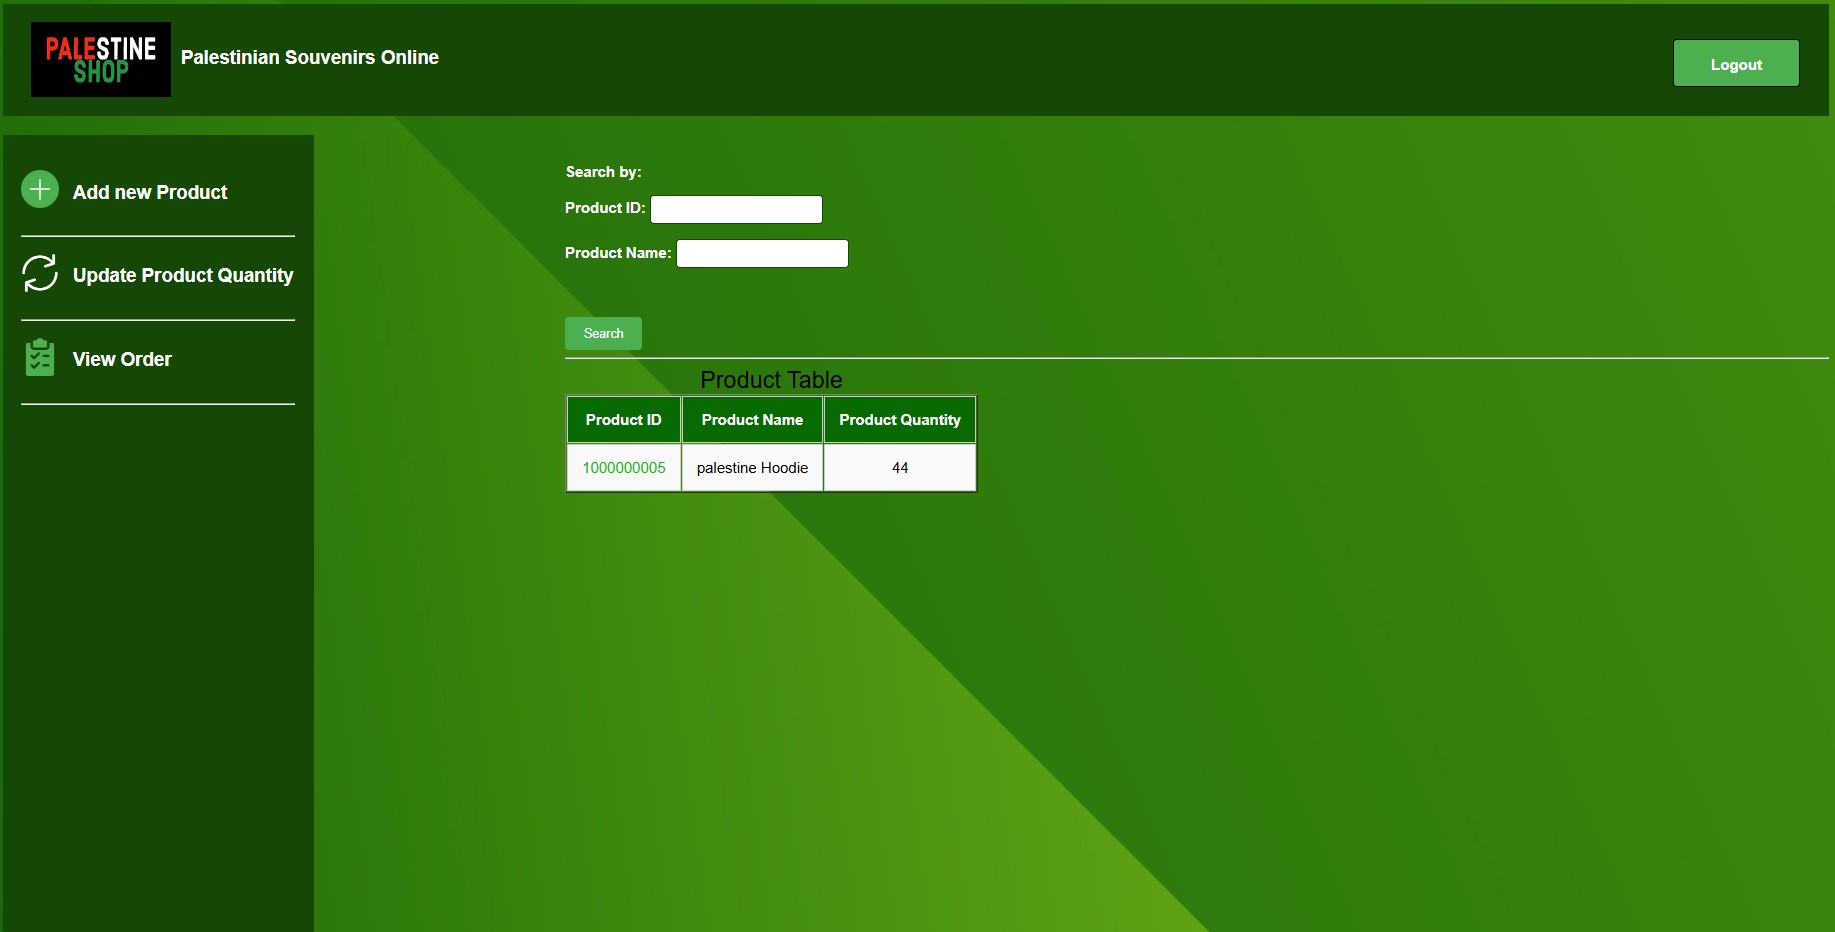 PALESTINE
SHOP
Palestinian Souvenirs Online
Logout
Add new Product
Update Product Quantity
View Order
Search by:
Product ID:
Product Name:
Search
Product Table
Product ID Product Name Product Quantity
1000000005 palestine Hoodie 44